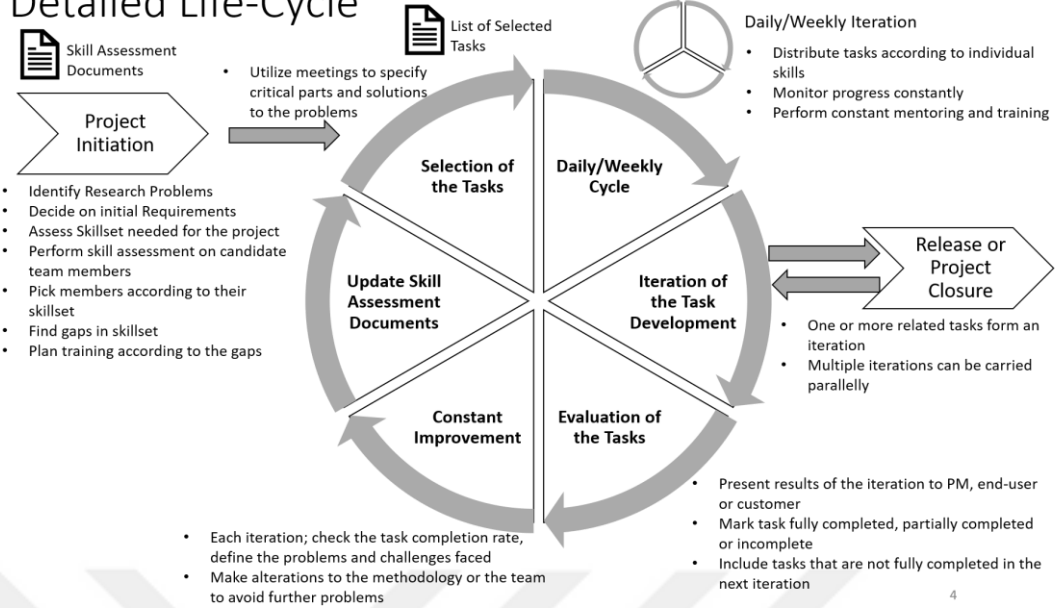 Detailed Life-Cycle
Skill Assessment
Documents
List of Selected
Tasks
Daily/Weekly Iteration
• Distribute tasks according to individual
skills
• Monitor progress constantly
• Perform constant mentoring and training
• Utilize meetings to specify
critical parts and solutions
to the problems
Project
Initiation
• Identify Research Problems
• Decide on initial Requirements
• Assess Skillset needed for the project
• Perform skill assessment on candidate
team members
• Pick members according to their
skillset
• Find gaps in skillset
• Plan training according to the gaps
Selection of
the Tasks
Daily/Weekly
Cycle
Update Skill
Assessment
Documents
Iteration of
the Task
Development
Release or
Project
Closure
• One or more related tasks form an
iteration
• Multiple iterations can be carried
parallelly
Constant
Improvement
Evaluation of
the Tasks
• Present results of the iteration to PM, end-user
or customer
• Mark task fully completed, partially completed
or incomplete
• Include tasks that are not fully completed in the
next iteration
• Each iteration; check the task completion rate,
define the problems and challenges faced
• Make alterations to the methodology or the team
to avoid further problems
4